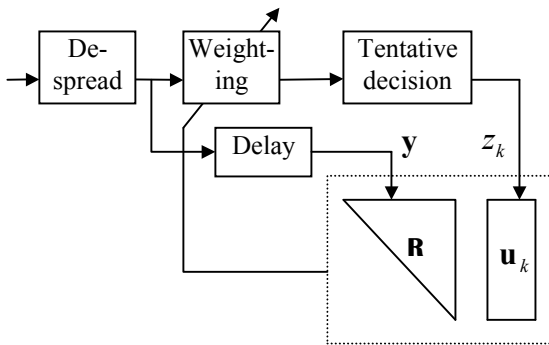 De-
spread
Weight-
ing
Tentative
decision
Delay
y
z_k
R
u_k